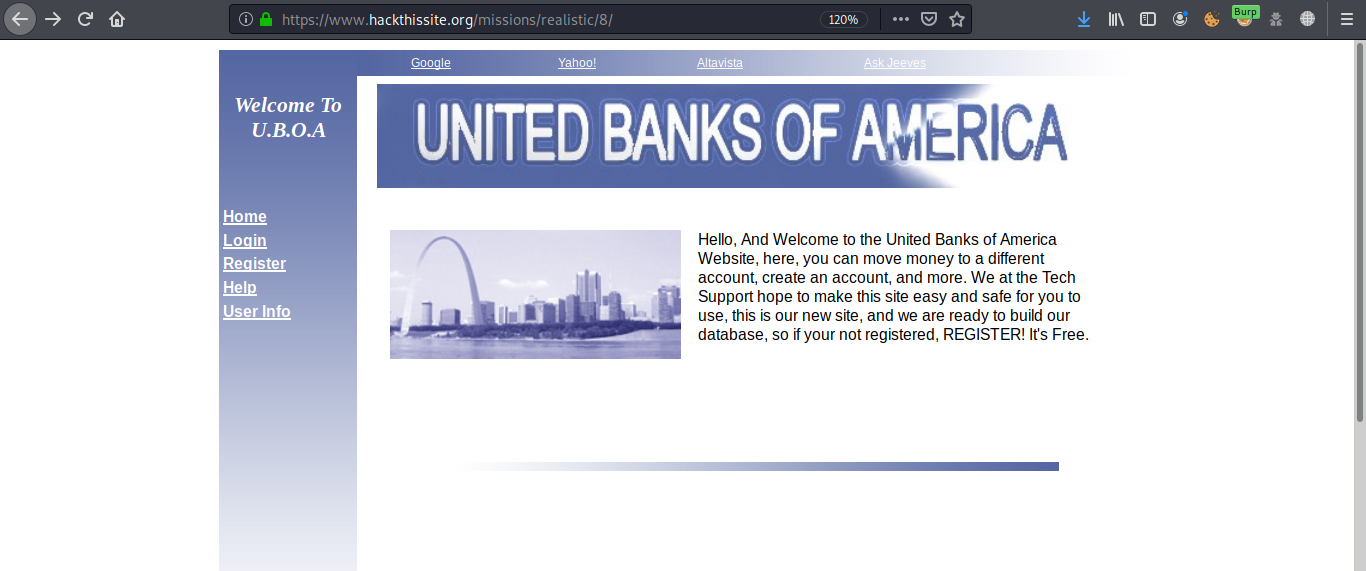 https://www.hackthissite.org/missions/realistic/8/
120%
Burp
Google Yahoo! Altavista Ask Jeeves
Welcome To
U.B.O.A
UNITED BANKS OF AMERICA
Home
Login
Register
Help
User Info
Hello, And Welcome to the United Banks of America
Website, here, you can move money to a different
account, create an account, and more. We at the Tech
Support hope to make this site easy and safe for you to
use, this is our new site, and we are ready to build our
database, so if your not registered, REGISTER! It's Free.